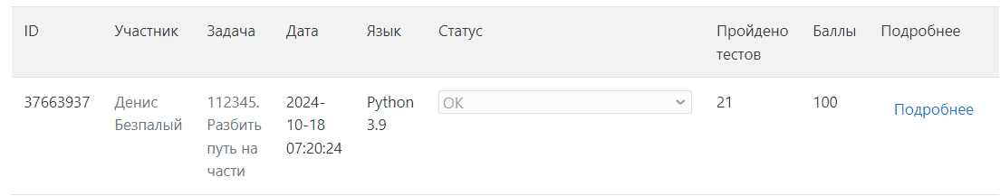 ID Участник Задача Дата Язык Статус Пройдено тестов Баллы Подробнее
37663937 Денис Безпалый 112345. Разбить путь на части 2024-10-18 07:20:24 Python 3.9 OK 21 100 Подробнее